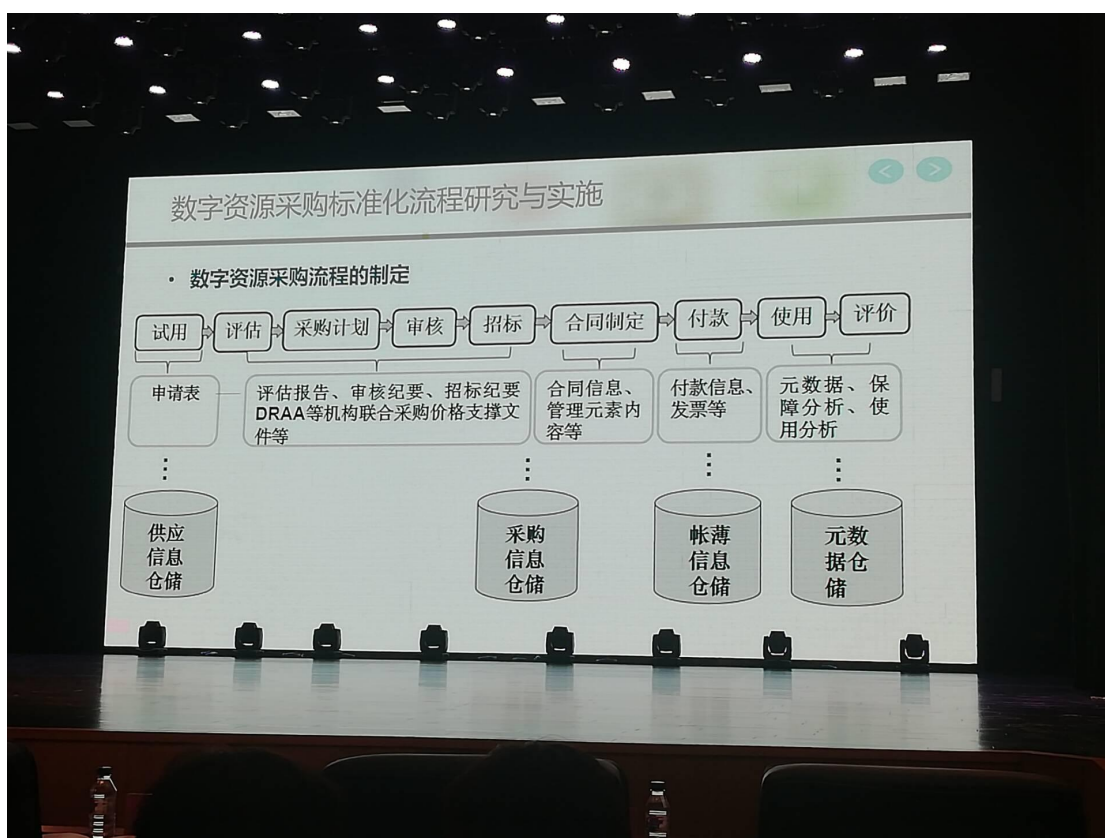 数字资源采购标准化流程研究与实施
< >
• 数字资源采购流程的制定
试用 评估 采购计划 审核 招标 合同制定 付款 使用 评价
申请表
评估报告、审核纪要、招标纪要
DRAA等机构联合采购价格支撑文
件等
合同信息、
管理元素内
容等
付款信息、
发票等
元数据、保
障分析、使
用分析
供应
信息
仓储
采购
信息
仓储
帐薄
信息
仓储
元数
据仓
储